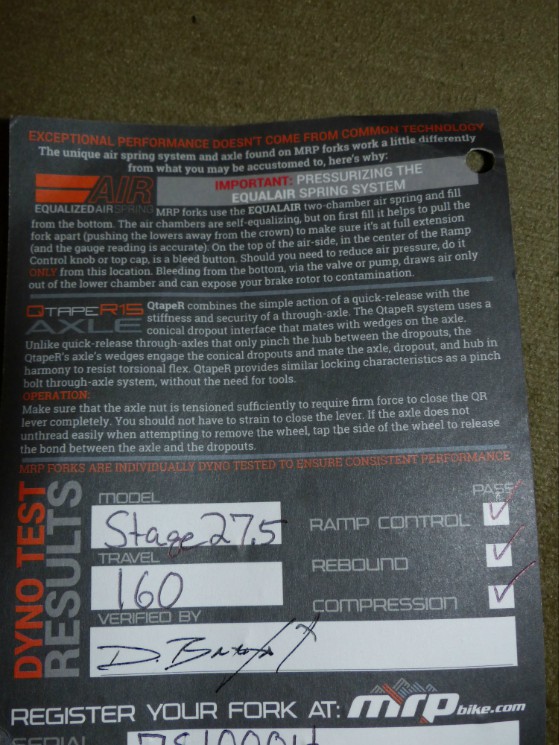 EXCEPTIONAL PERFORMANCE DOESN'T COME FROM COMMON TECHNOLOGY
The unique air spring system and axle found on MRP forks work a little differently
from what you may be accustomed to, here's why:
AIR
EQUALIZED AIR SPRING
IMPORTANT: PRESSURIZING THE
EQUALAIR SPRING SYSTEM
MRP forks use the EQUALAIR two-chamber air spring and fill
from the bottom. The air chambers are self-equalizing, but on first fill it helps to pull the
fork apart (pushing the lowers away from the crown) to make sure it's at full extension
(and the gauge reading is accurate). On the top of the air-side, in the center of the Ramp
Control knob or top cap, is a bleed button. Should you need to reduce air pressure, do it
ONLY from this location. Bleeding from the bottom, via the valve or pump, draws air only
out of the lower chamber and can expose your brake rotor to contamination.
QTAPER15
AXLE
QtapeR combines the simple action of a quick-release with the
stiffness and security of a through-axle. The QtapeR system uses a
conical dropout interface that mates with wedges on the axle.
Unlike quick-release through-axles that only pinch the hub between the dropouts, the
QtapeR's axle's wedges engage the conical dropouts and mate the axle, dropout, and hub in
harmony to resist torsional flex. QtapeR provides similar locking characteristics as a pinch
bolt through-axle system, without the need for tools.
OPERATION:
Make sure that the axle nut is tensioned sufficiently to require firm force to close the QR
lever completely. You should not have to strain to close the lever. If the axle does not
unthread easily when attempting to remove the wheel, tap the side of the wheel to release
the bond between the axle and the dropouts.
MRP FORKS ARE INDIVIDUALLY DYNO TESTED TO ENSURE CONSISTENT PERFORMANCE
DYNO TEST
RESULTS
MODEL
Stage 27.5
TRAVEL
160
VERIFIED BY
PASS
RAMP CONTROL
REBOUND
COMPRESSION
REGISTER YOUR FORK AT: mrpbike.com
SERIAL